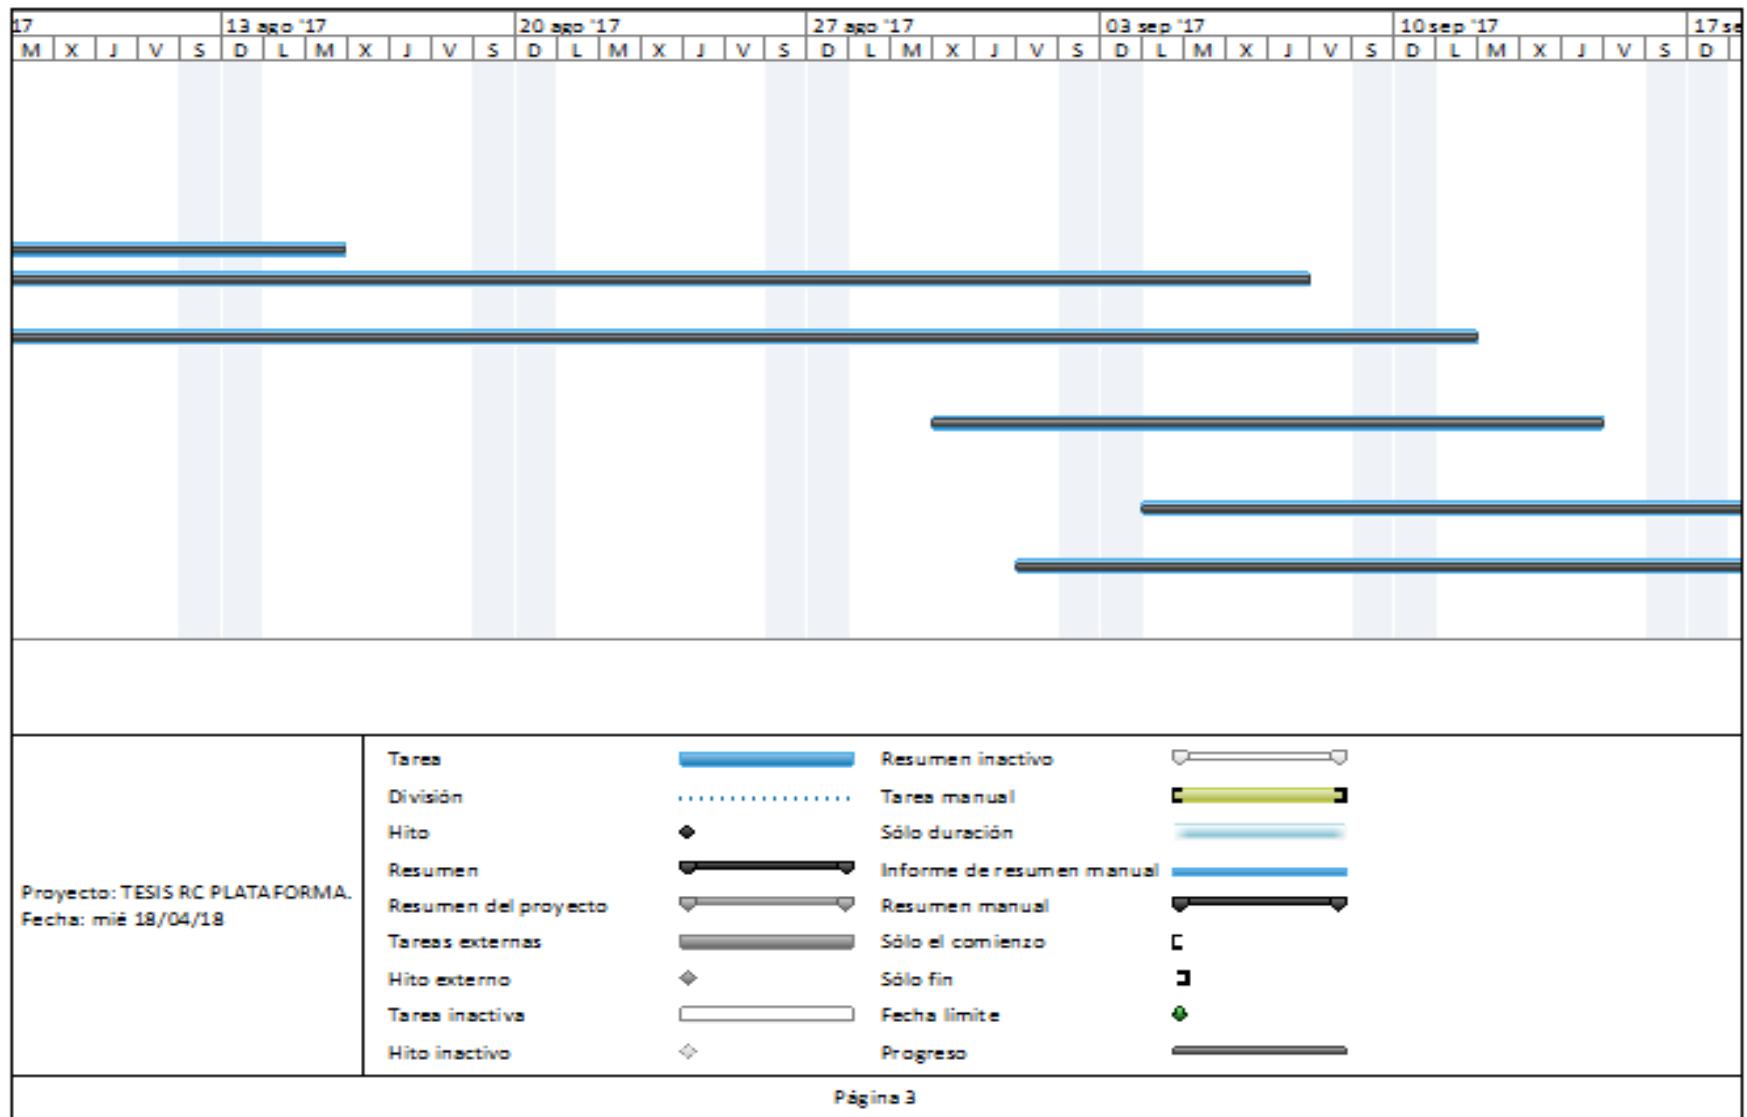 17 13 ago '17 20 ago '17 27 ago '17 03 sep '17 10 sep '17 17 se
M X J V S D L M X J V S D L M X J V S D L M X J V S D L M X J V S D L M X J V S D
Tarea
División
Hito
Resumen
Resumen del proyecto
Tareas externas
Hito externo
Tarea inactiva
Hito inactivo
Resumen inactivo
Tarea manual
Sólo duración
Informe de resumen manual
Resumen manual
Sólo el comienzo
Sólo fin
Fecha límite
Progreso
Proyecto: TESIS RC PLATAFORMA.
Fecha: mié 18/04/18
Página 3